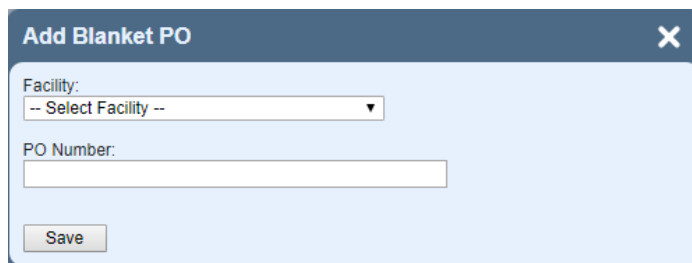 Add Blanket PO
Facility:
-- Select Facility --
PO Number:
Save